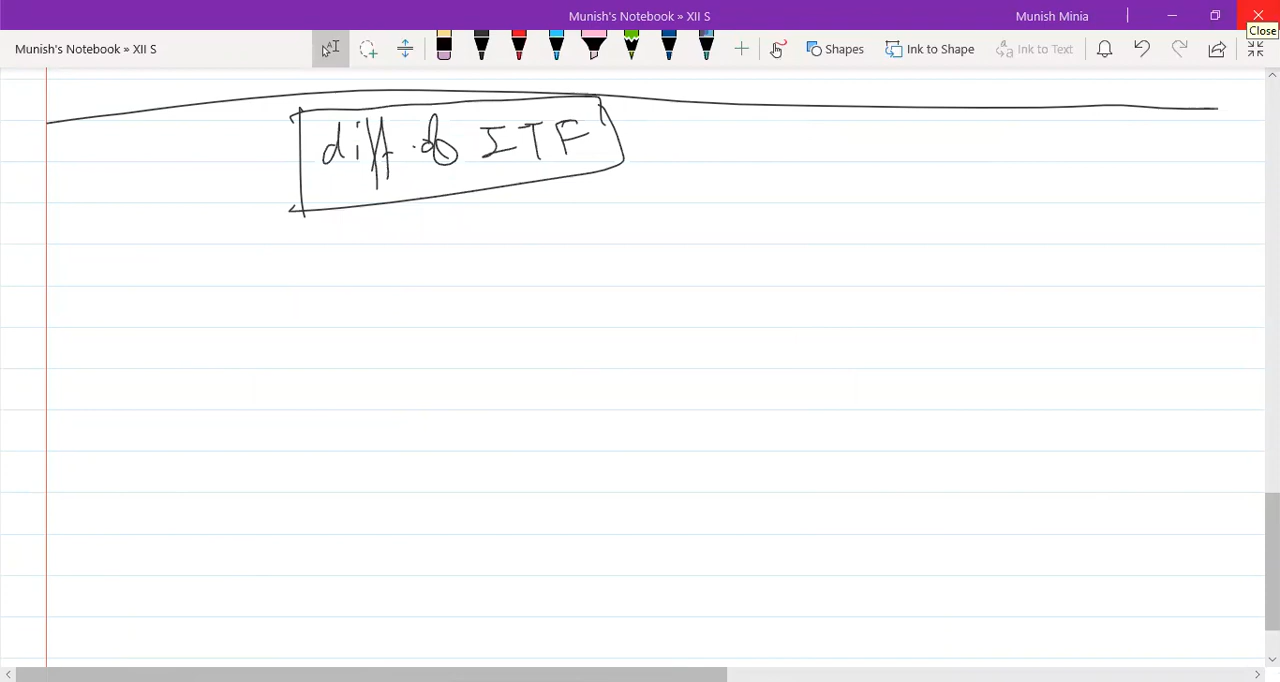 Munish's Notebook » XII S
Munish Minia
Close
Munish's Notebook » XII S
Shapes
Ink to Shape
Ink to Text
diff. of ITF